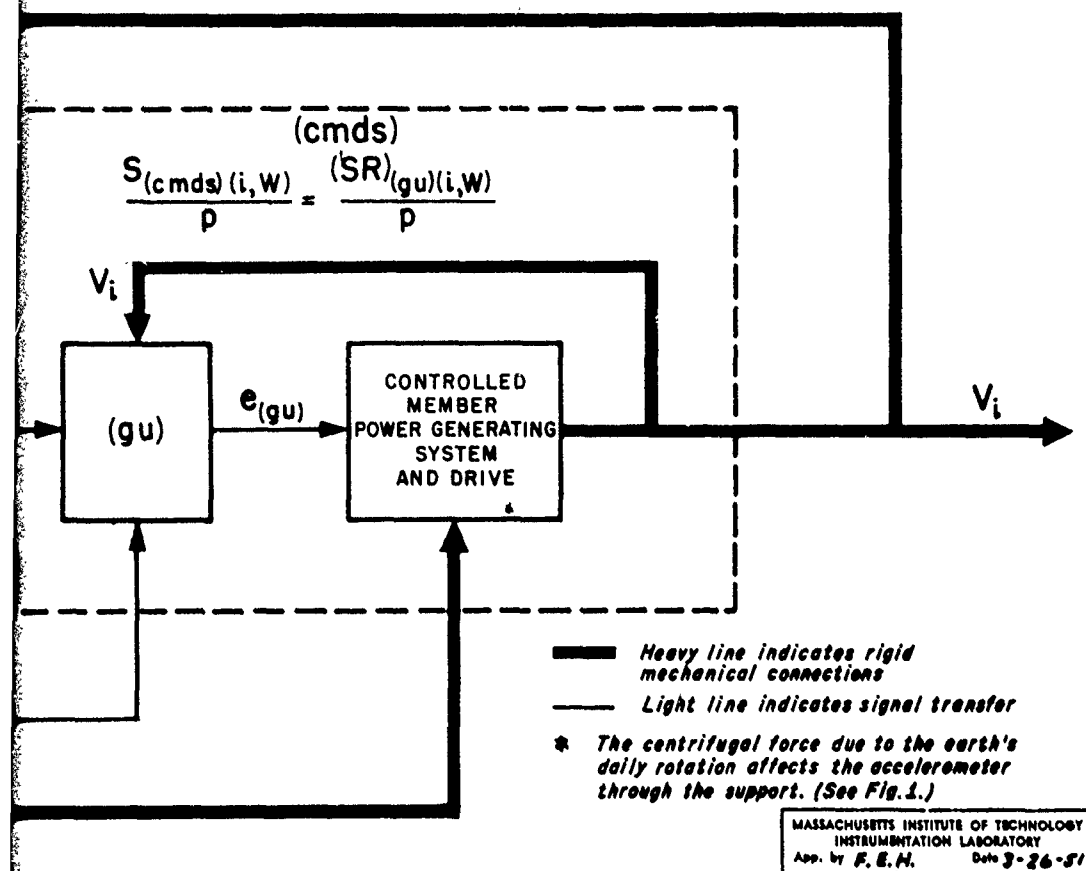 (cmds)
S(cmds)(i,W) / p = (SR)(gu)(i,W) / p
Vi
(gu)
e(gu)
CONTROLLED
MEMBER
POWER GENERATING
SYSTEM
AND DRIVE
*
Vi
Heavy line indicates rigid
mechanical connections
Light line indicates signal transfer
* The centrifugal force due to the earth's
daily rotation affects the accelerometer
through the support. (See Fig.1.)
MASSACHUSETTS INSTITUTE OF TECHNOLOGY
INSTRUMENTATION LABORATORY
App. by F.E.H. Date 3-26-51